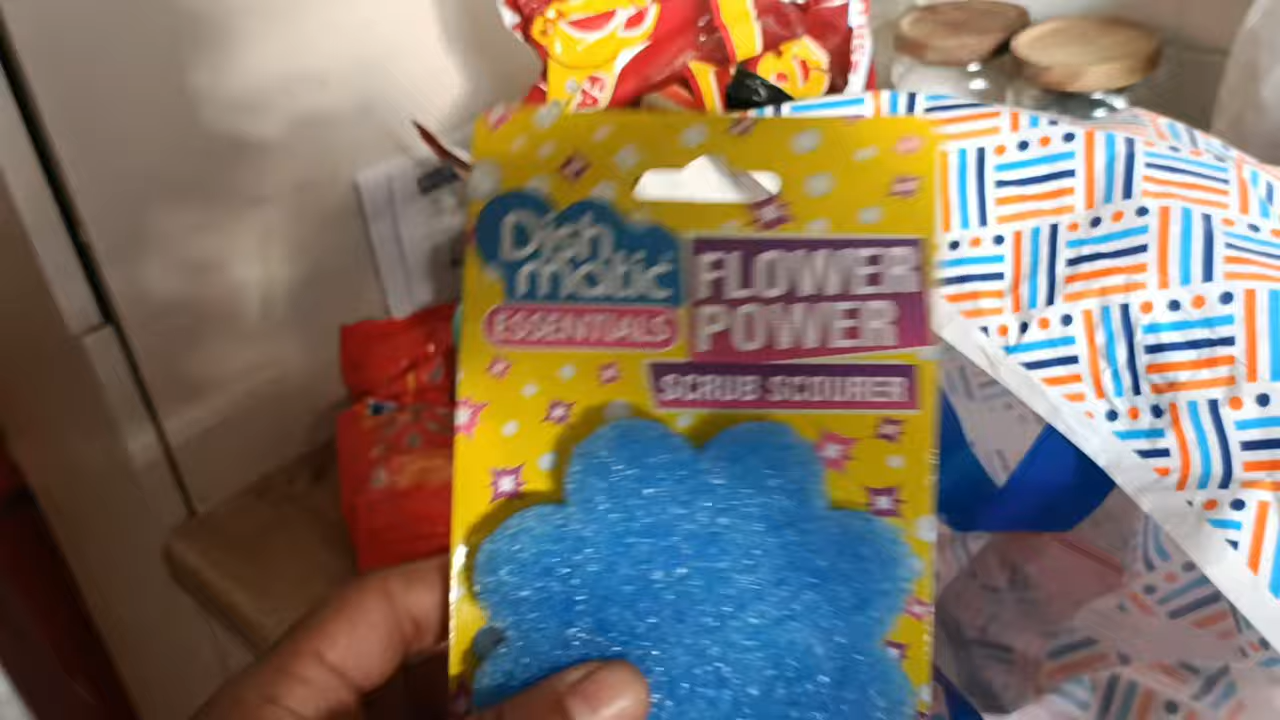 Dish
matic
ESSENTIALS
FLOWER
POWER
SCRUB SCOURER